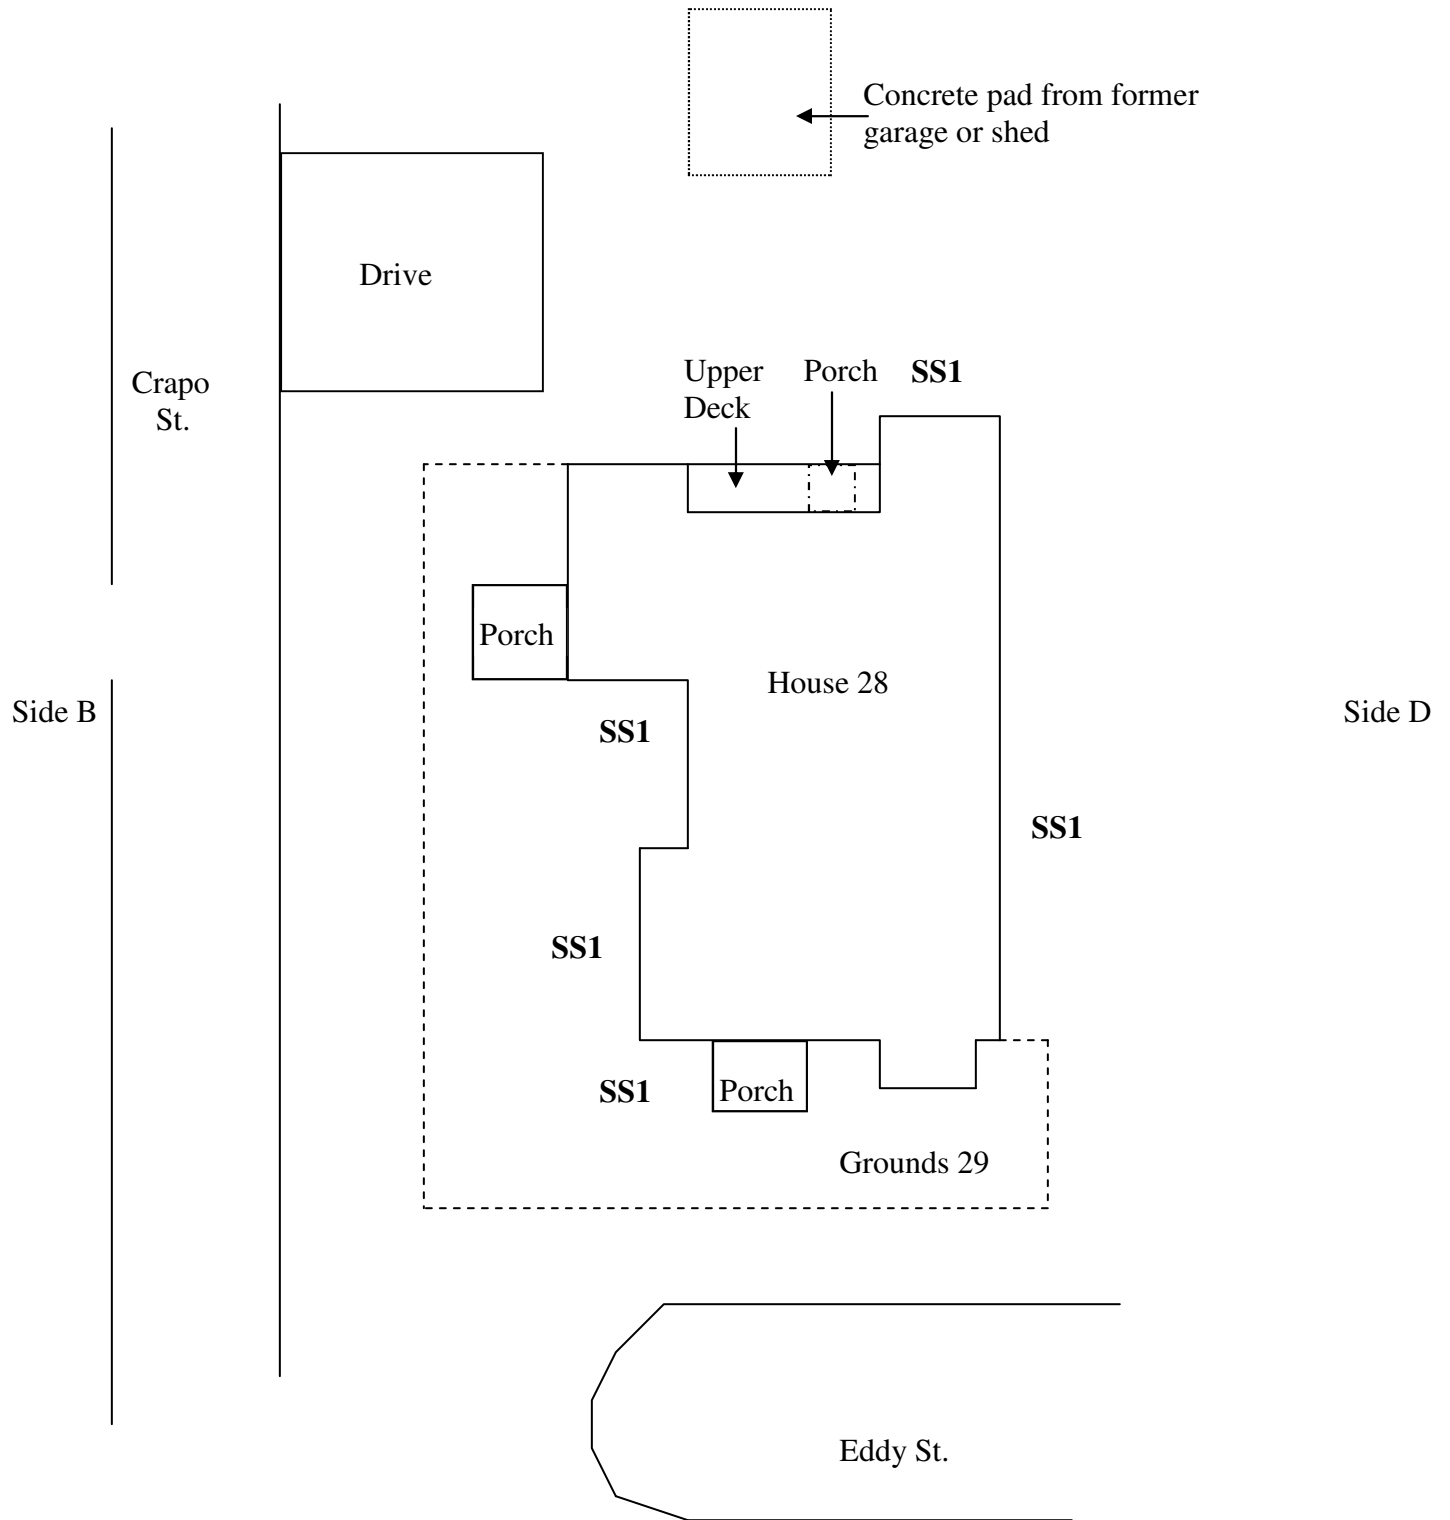 Concrete pad from former
garage or shed
Drive
Crapo
St.
Upper
Deck
Porch
SS1
Porch
House 28
Side B
SS1
Side D
SS1
SS1
SS1
Porch
Grounds 29
Eddy St.